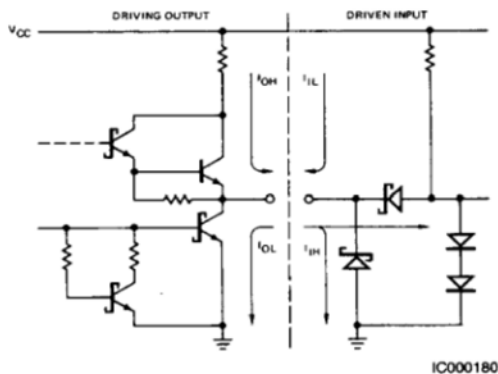 DRIVING OUTPUT
DRIVEN INPUT
VCC
IOH
IIL
IOL
IIH
IC000180